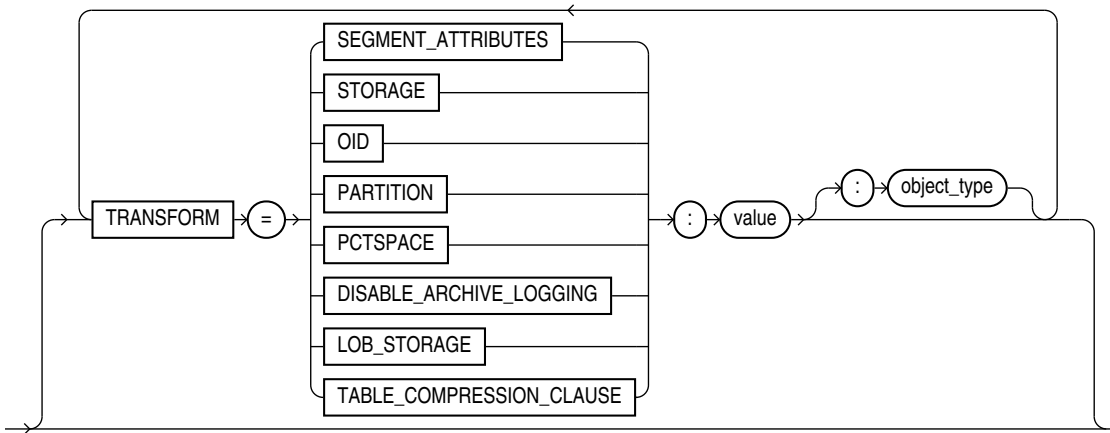 SEGMENT_ATTRIBUTES
STORAGE
OID
PARTITION
: object_type
TRANSFORM = : value
PCTSPACE
DISABLE_ARCHIVE_LOGGING
LOB_STORAGE
TABLE_COMPRESSION_CLAUSE